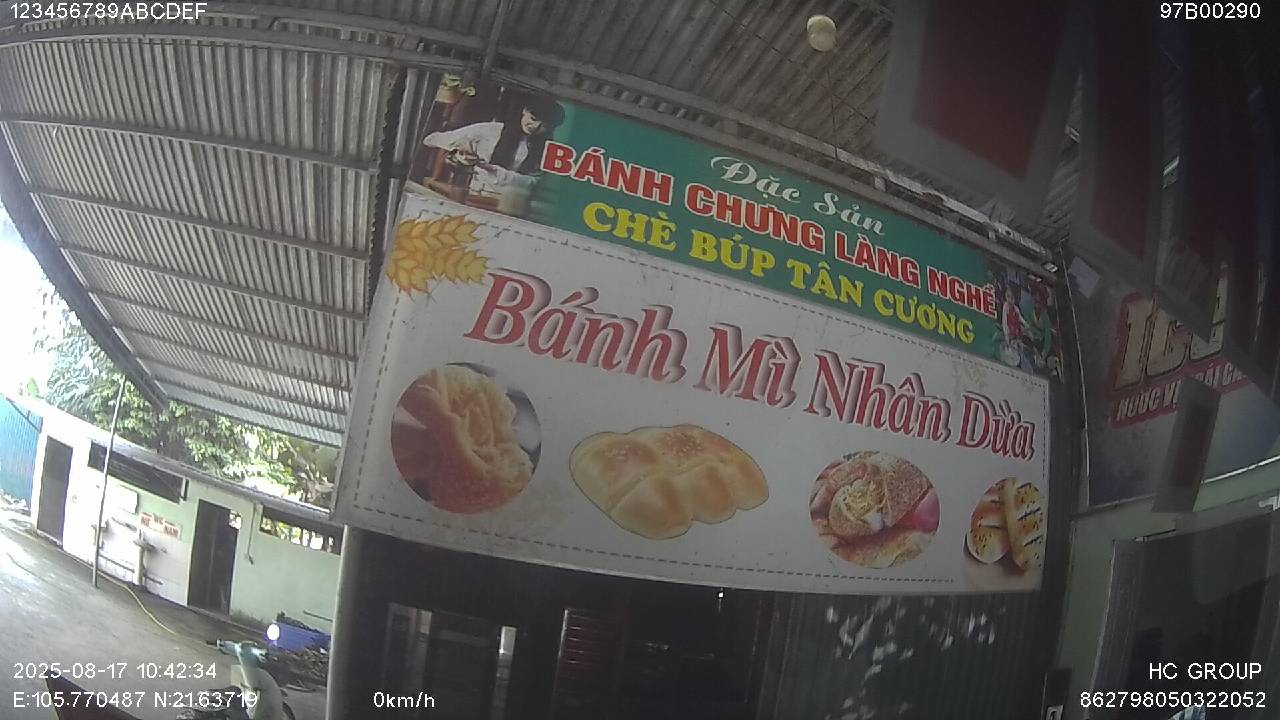 123456789ABCDEF
97B00290
Đặc Sản
BÁNH CHƯNG LÀNG NGHỀ
CHÈ BÚP TÂN CƯƠNG
Bánh Mì Nhân Dừa
2025-08-17 10:42:34
E:105.770487 N:21.63719
0km/h
HC GROUP
862798050322052